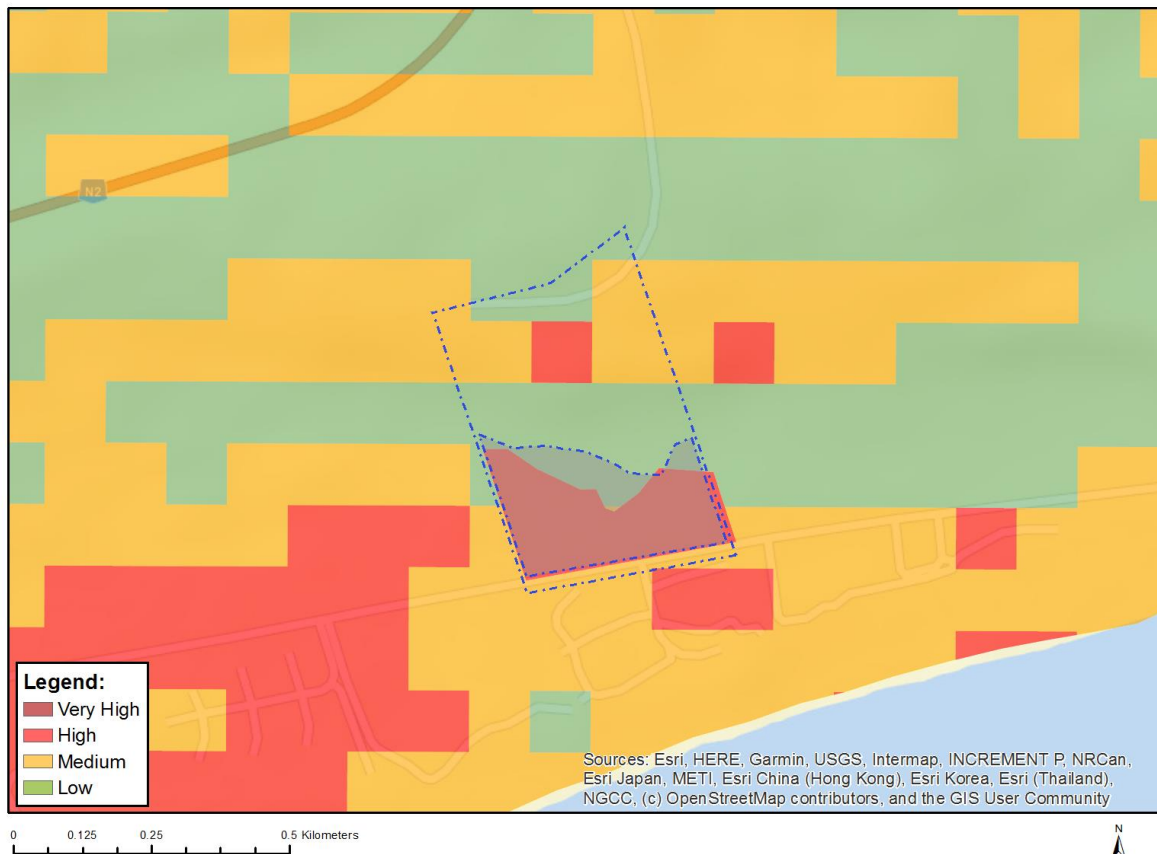 N2
Legend:
Very High
High
Medium
Low
Sources: Esri, HERE, Garmin, USGS, Intermap, INCREMENT P, NRCan,
Esri Japan, METI, Esri China (Hong Kong), Esri Korea, Esri (Thailand),
NGCC, (c) OpenStreetMap contributors, and the GIS User Community
0 0.125 0.25 0.5 Kilometers
N